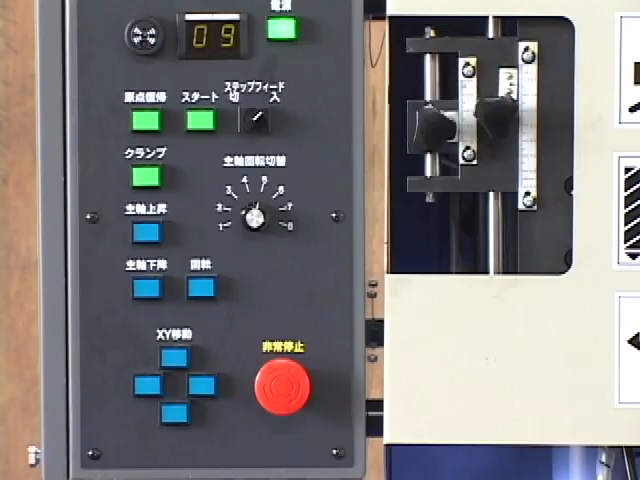 09
原点復帰
スタート
ステップフィード
切 入
クランプ
主軸回転切替
1 2 3 4 5 6 7 8
主軸上昇
主軸下降 回転
XY移動
非常停止